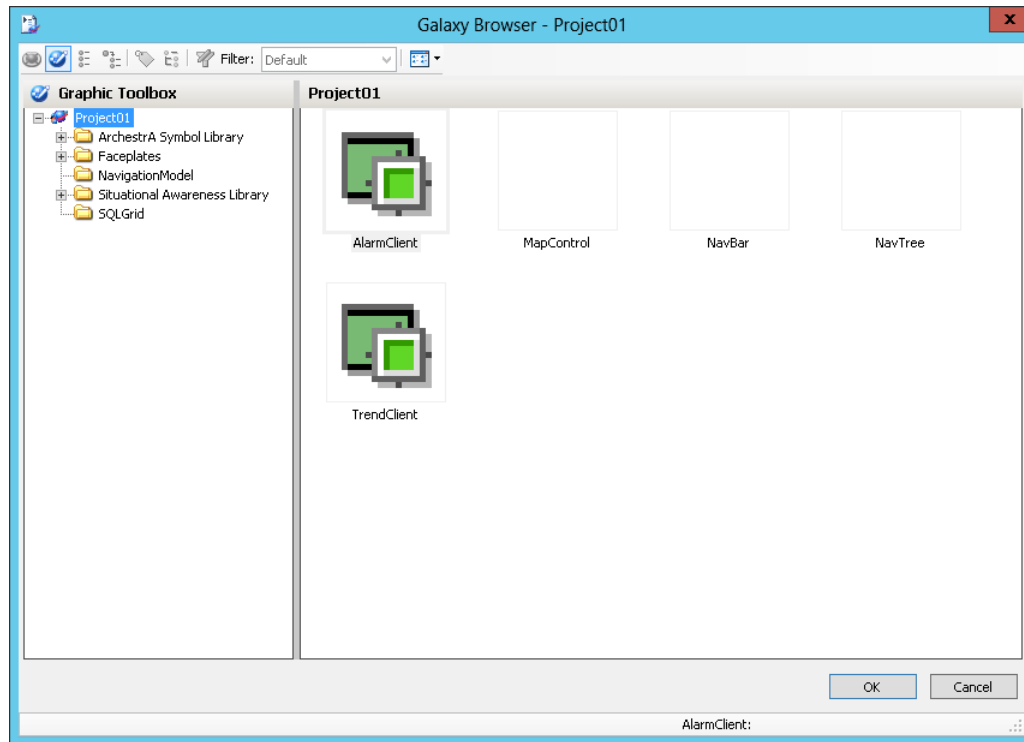 Galaxy Browser - Project01
x
Filter: Default
Graphic Toolbox
Project01
Project01
ArchestrA Symbol Library
Faceplates
NavigationModel
Situational Awareness Library
SQLGrid
AlarmClient
MapControl
NavBar
NavTree
TrendClient
OK
Cancel
AlarmClient: